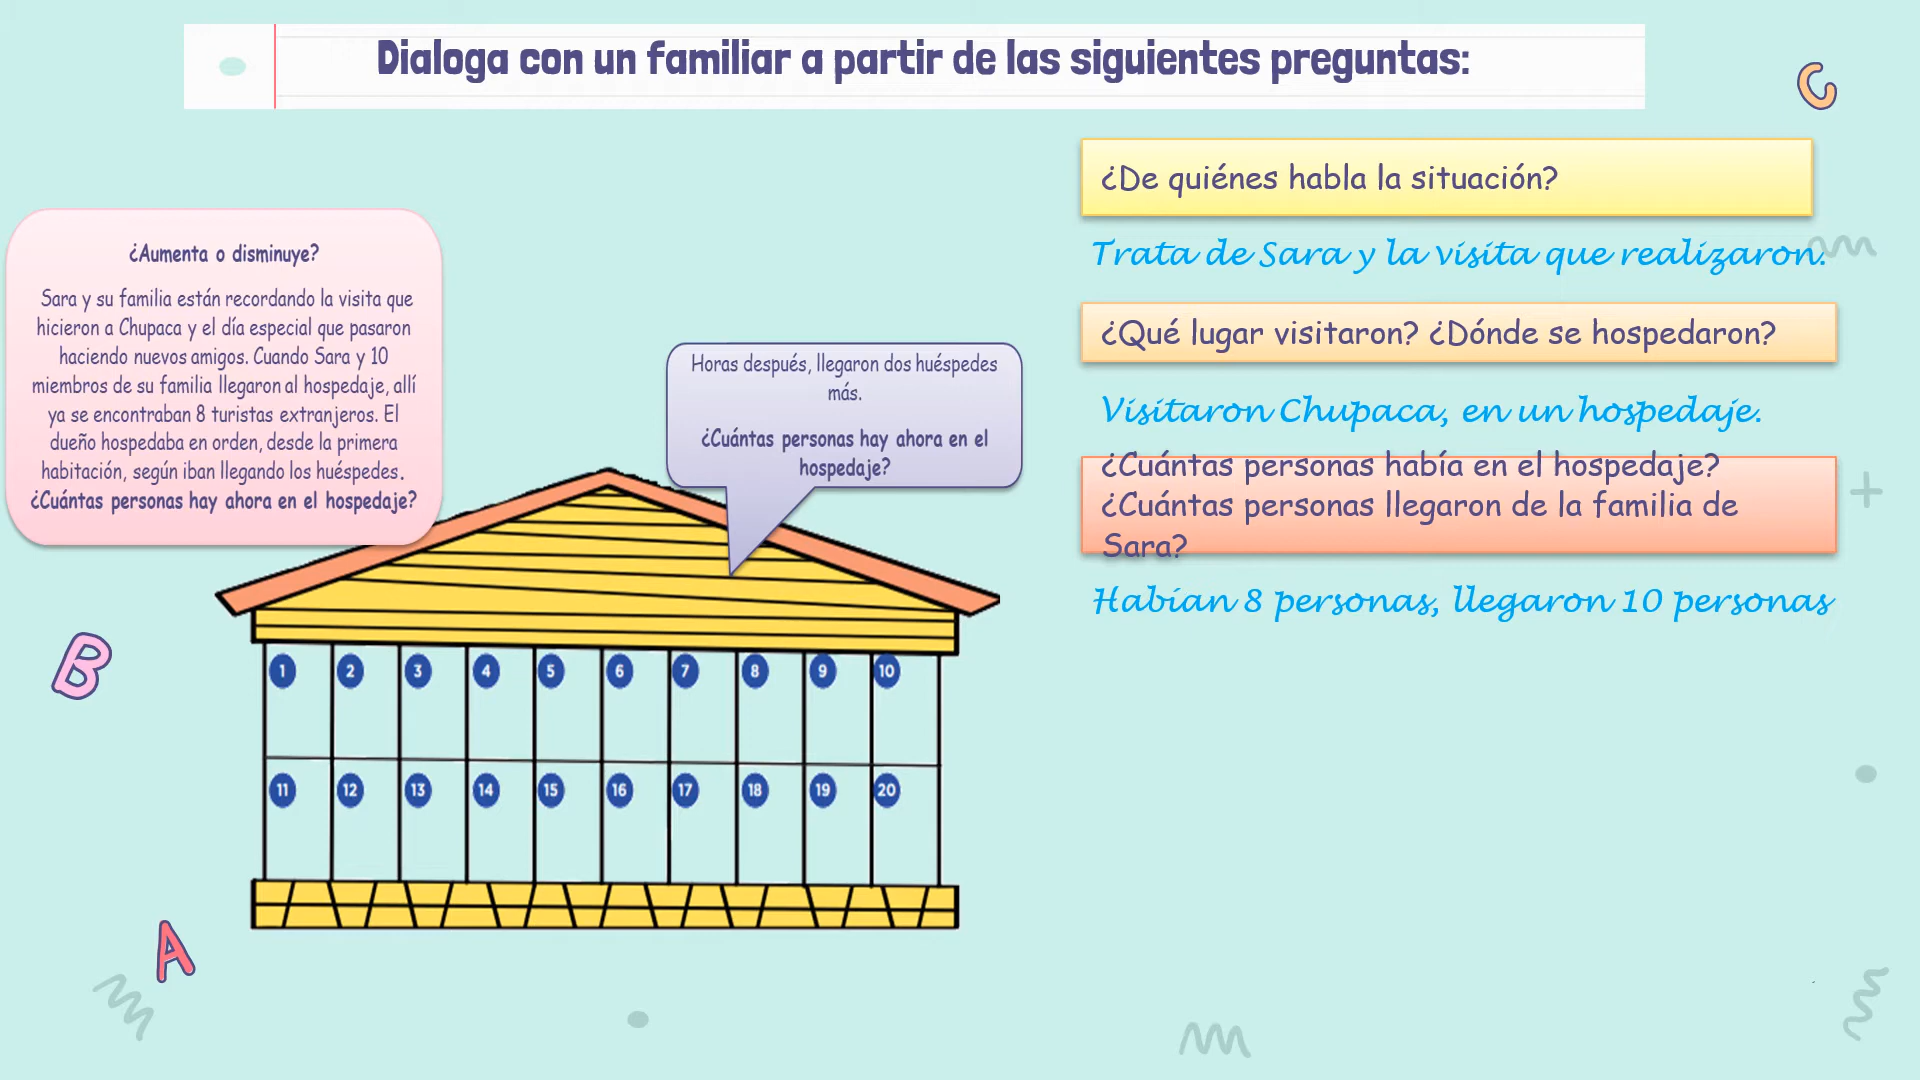 Dialoga con un familiar a partir de las siguientes preguntas:
C
¿Aumenta o disminuye?
Sara y su familia están recordando la visita que
hicieron a Chupaca y el día especial que pasaron
haciendo nuevos amigos. Cuando Sara y 10
miembros de su familia llegaron al hospedaje, allí
ya se encontraban 8 turistas extranjeros. El
dueño hospedaba en orden, desde la primera
habitación, según iban llegando los huéspedes.
¿Cuántas personas hay ahora en el hospedaje?
Horas después, llegaron dos huéspedes
más.
¿Cuántas personas hay ahora en el
hospedaje?
1 2 3 4 5 6 7 8 9 10
11 12 13 14 15 16 17 18 19 20
B
A
¿De quiénes habla la situación?
Trata de Sara y la visita que realizaron.
¿Qué lugar visitaron? ¿Dónde se hospedaron?
Visitaron Chupaca, en un hospedaje.
¿Cuántas personas había en el hospedaje?
¿Cuántas personas llegaron de la familia de
Sara?
Habían 8 personas, llegaron 10 personas